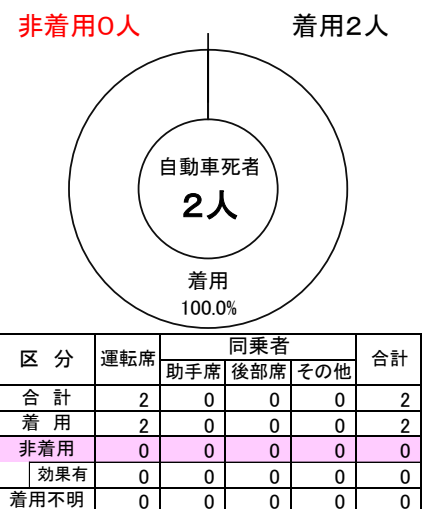 非着用0人 着用2人
自動車死者
2人
着用
100.0%
区 分 運転席 同乗者 合計
助手席 後部席 その他
合 計 2 0 0 0 2
着 用 2 0 0 0 2
非着用 0 0 0 0 0
効果有 0 0 0 0 0
着用不明 0 0 0 0 0